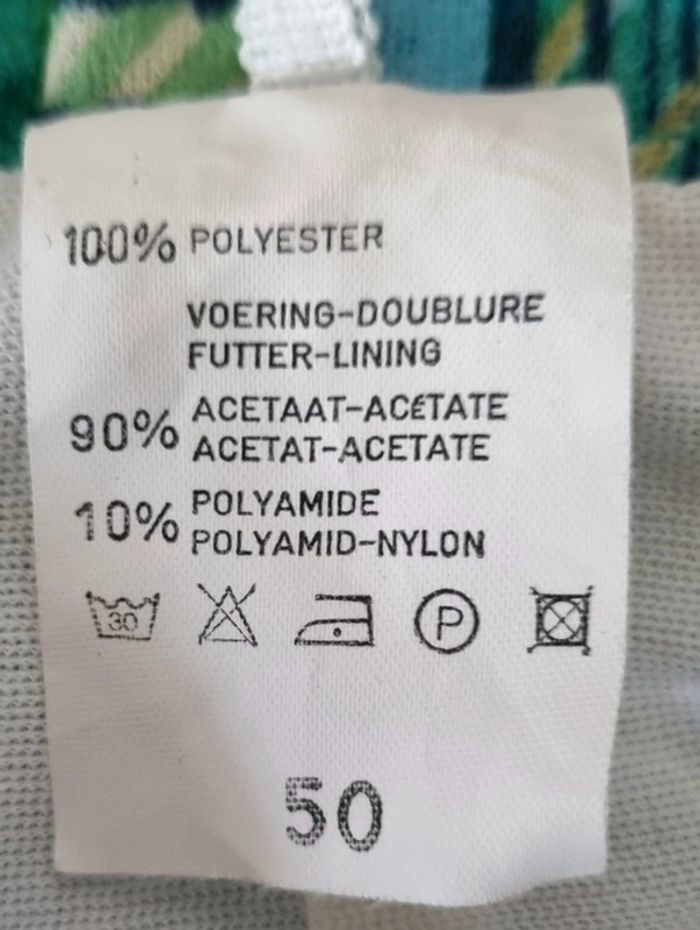 100% POLYESTER
VOERING-DOUBLURE
FUTTER-LINING
90% ACETAAT-ACÉTATE
ACETAT-ACETATE
10% POLYAMIDE
POLYAMID-NYLON
30 P
50